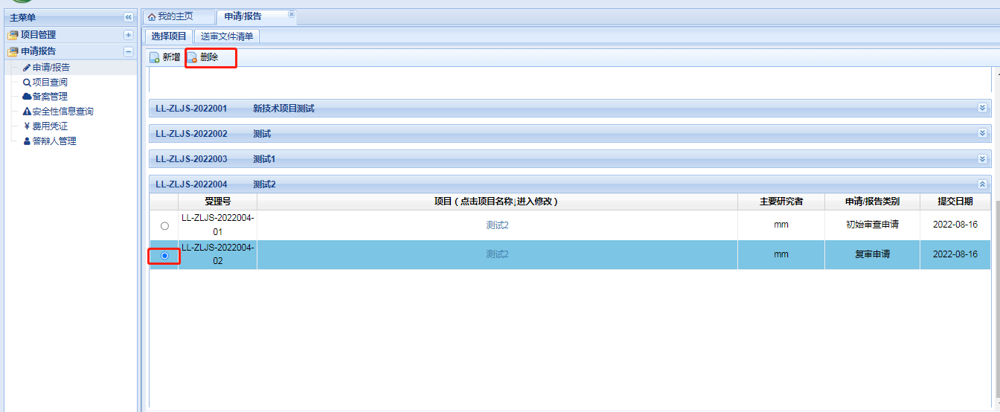 主菜单
项目管理
申请报告
申请/报告
项目查阅
备案管理
安全性信息查询
¥ 费用凭证
答辩人管理
我的主页 申请/报告
选择项目 送审文件清单
新增 删除
LL-ZLJS-2022001 新技术项目测试
LL-ZLJS-2022002 测试
LL-ZLJS-2022003 测试1
LL-ZLJS-2022004 测试2
受理号 项目（点击项目名称↓进入修改） 主要研究者 申请/报告类别 提交日期
LL-ZLJS-2022004-
01 测试2 mm 初始审查申请 2022-08-16
LL-ZLJS-2022004-
02 测试2 mm 复审申请 2022-08-16